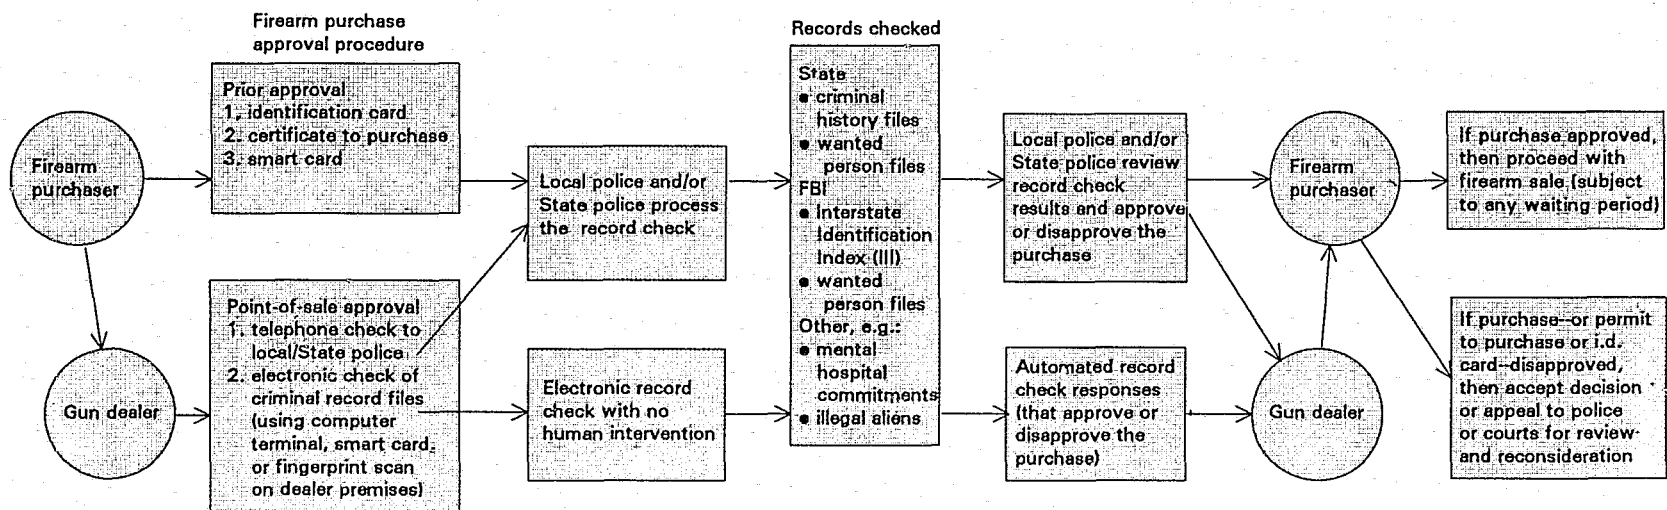 Firearm purchase
approval procedure
Firearm
purchaser
Prior approval
1. identification card
2. certificate to purchase
3. smart card
Gun dealer
Point-of-sale approval
1. telephone check to
local/State police
2. electronic check of
criminal record files
(using computer
terminal, smart card,
or fingerprint scan
on dealer premises)
Local police and/or
State police process
the record check
Electronic record
check with no
human intervention
Records checked
State
• criminal
history files
• wanted
person files
FBI
• Interstate
Identification
Index (III)
• wanted
person files
Other, e.g.:
• mental
hospital
commitments
• illegal aliens
Local police and/or
State police review
record check
results and approve
or disapprove the
purchase
Automated record
check responses
(that approve or
disapprove the
purchase)
Firearm
purchaser
Gun dealer
If purchase approved,
then proceed with
firearm sale (subject
to any waiting period)
If purchase--or permit
to purchase or i.d.
card--disapproved,
then accept decision
or appeal to police
or courts for review
and reconsideration